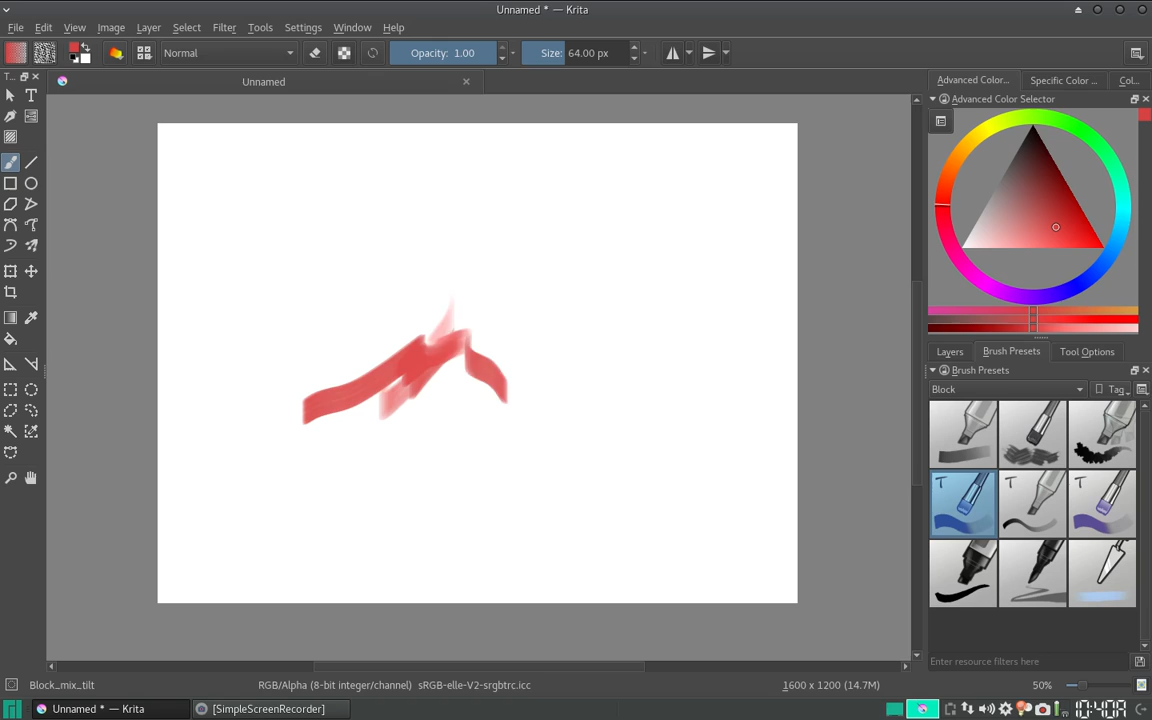 Unnamed * — Krita
File Edit View Image Layer Select Filter Tools Settings Window Help
Normal Opacity: 1.00 Size: 64.00 px
T...
Unnamed
Advanced Color... Specific Color ... Col...
Advanced Color Selector
Layers Brush Presets Tool Options
Brush Presets
Block Tag
T T T
Enter resource filters here
Block_mix_tilt RGB/Alpha (8-bit integer/channel) sRGB-elle-V2-srgbtrc.icc 1600 x 1200 (14.7M) 50%
Unnamed * — Krita [SimpleScreenRecorder]